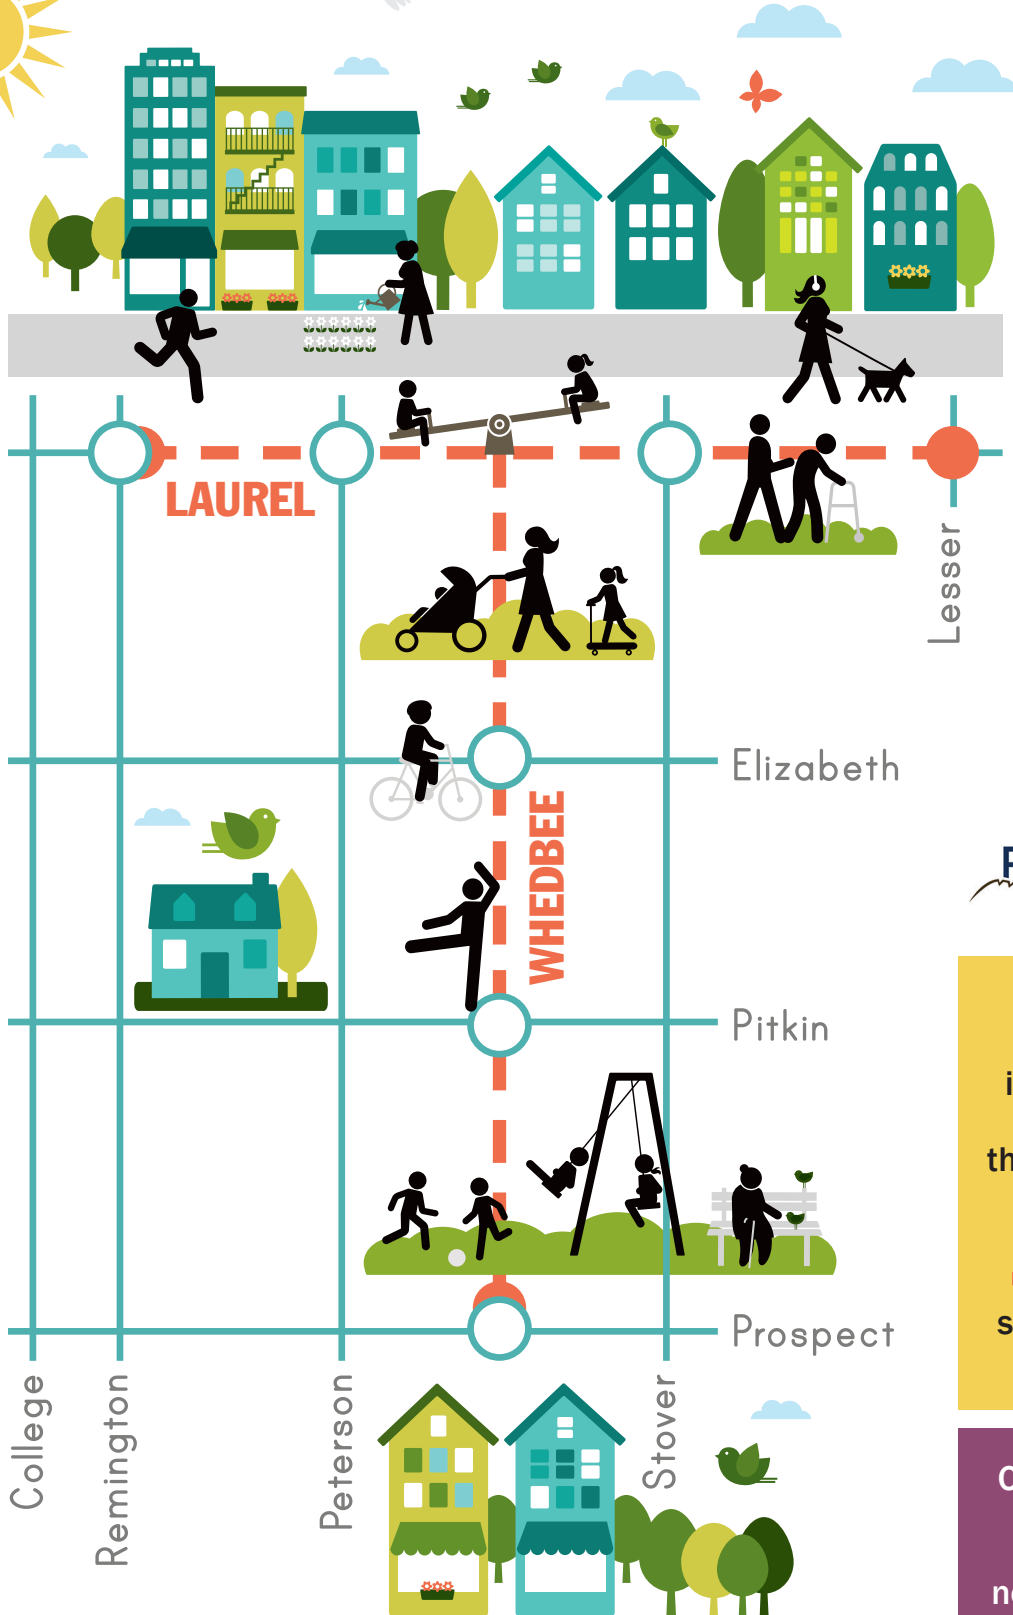 LAUREL
Lesser
Elizabeth
WHEDBEE
Pitkin
Prospect
College
Remington
Peterson
Stover